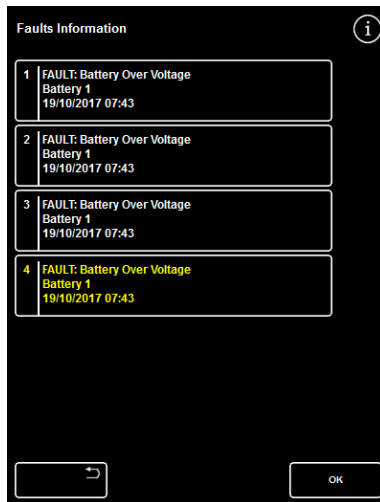 Faults Information
i
1 FAULT: Battery Over Voltage
Battery 1
19/10/2017 07:43
2 FAULT: Battery Over Voltage
Battery 1
19/10/2017 07:43
3 FAULT: Battery Over Voltage
Battery 1
19/10/2017 07:43
4 FAULT: Battery Over Voltage
Battery 1
19/10/2017 07:43
OK